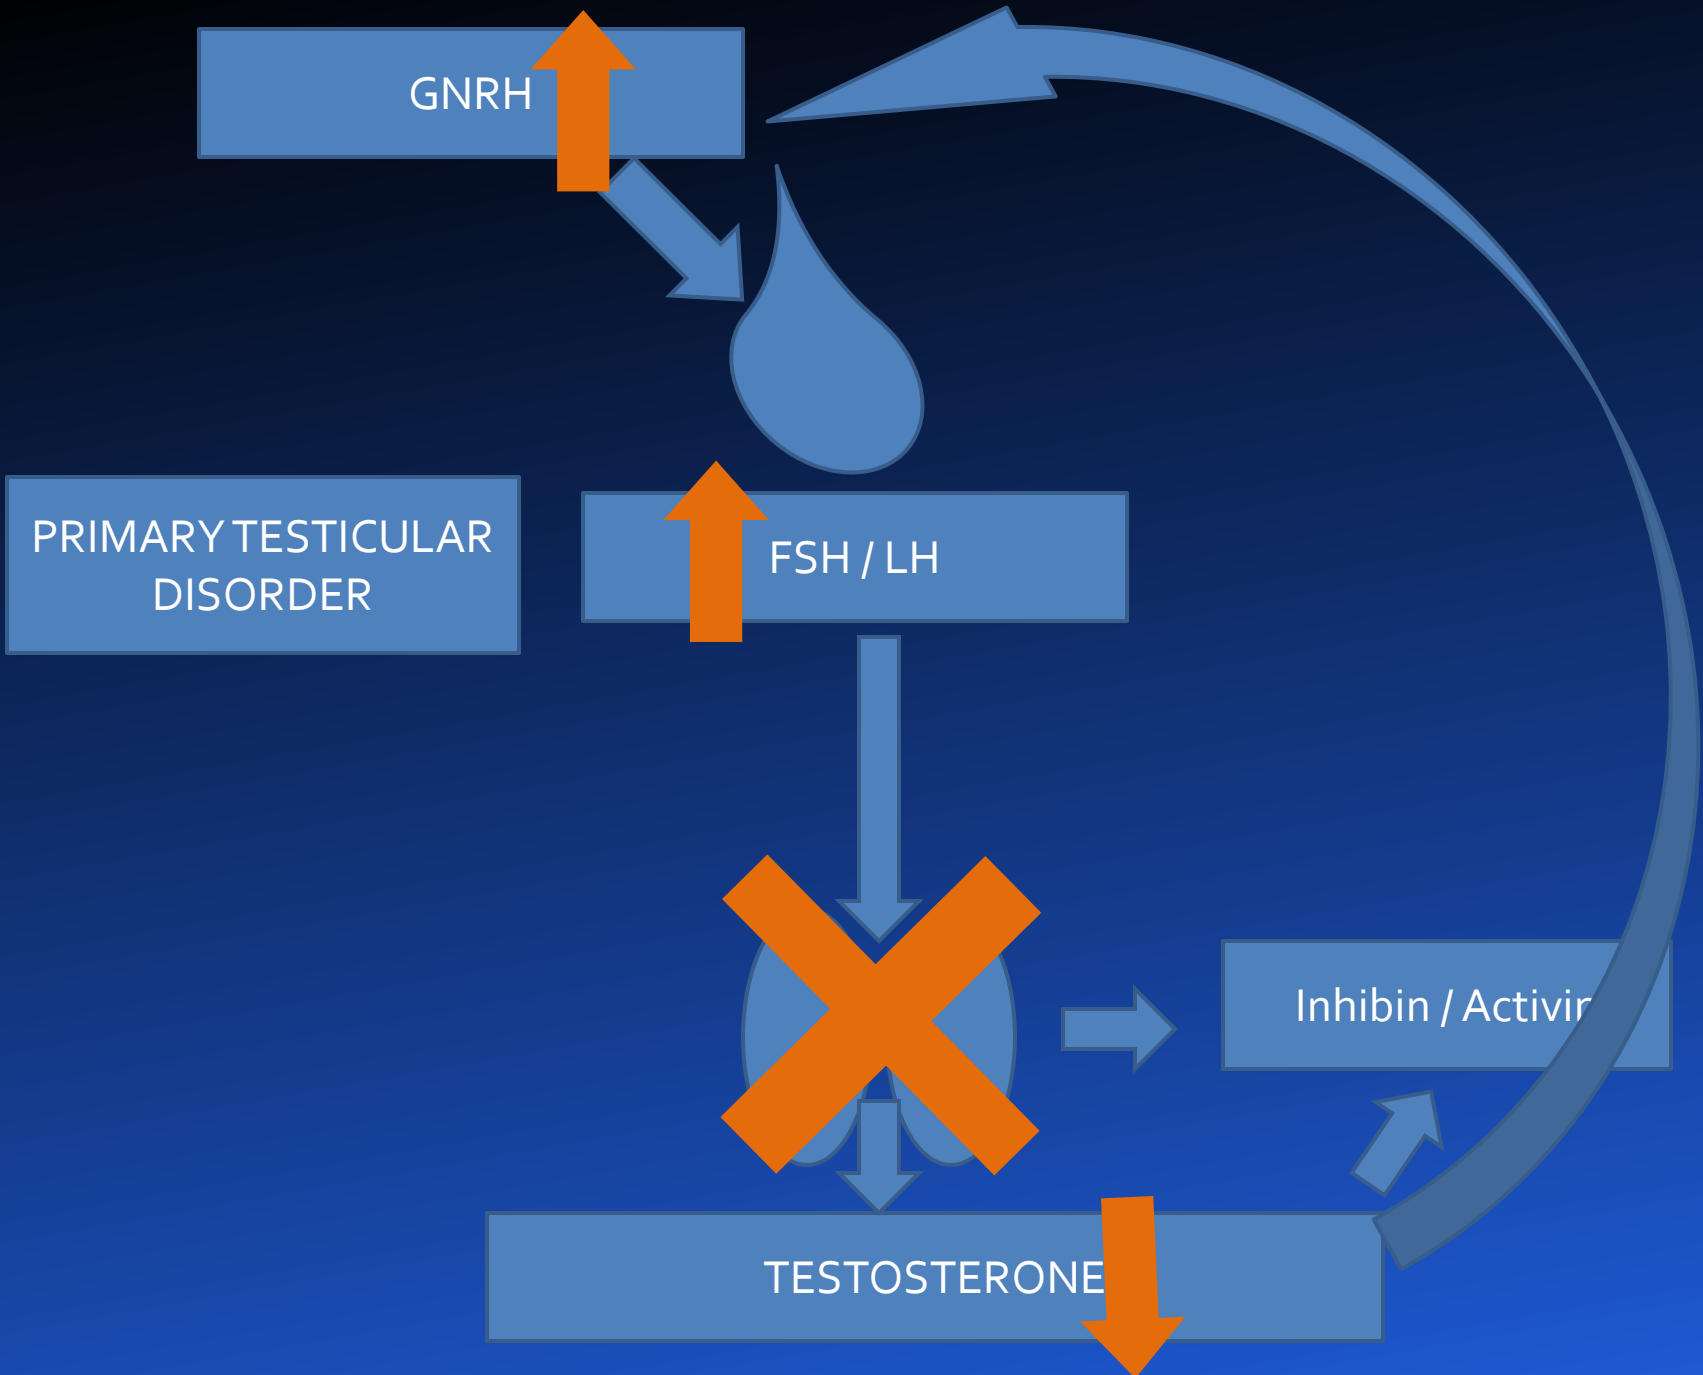 GNRH
PRIMARY TESTICULAR
DISORDER
FSH / LH
Inhibin / Activin
TESTOSTERONE